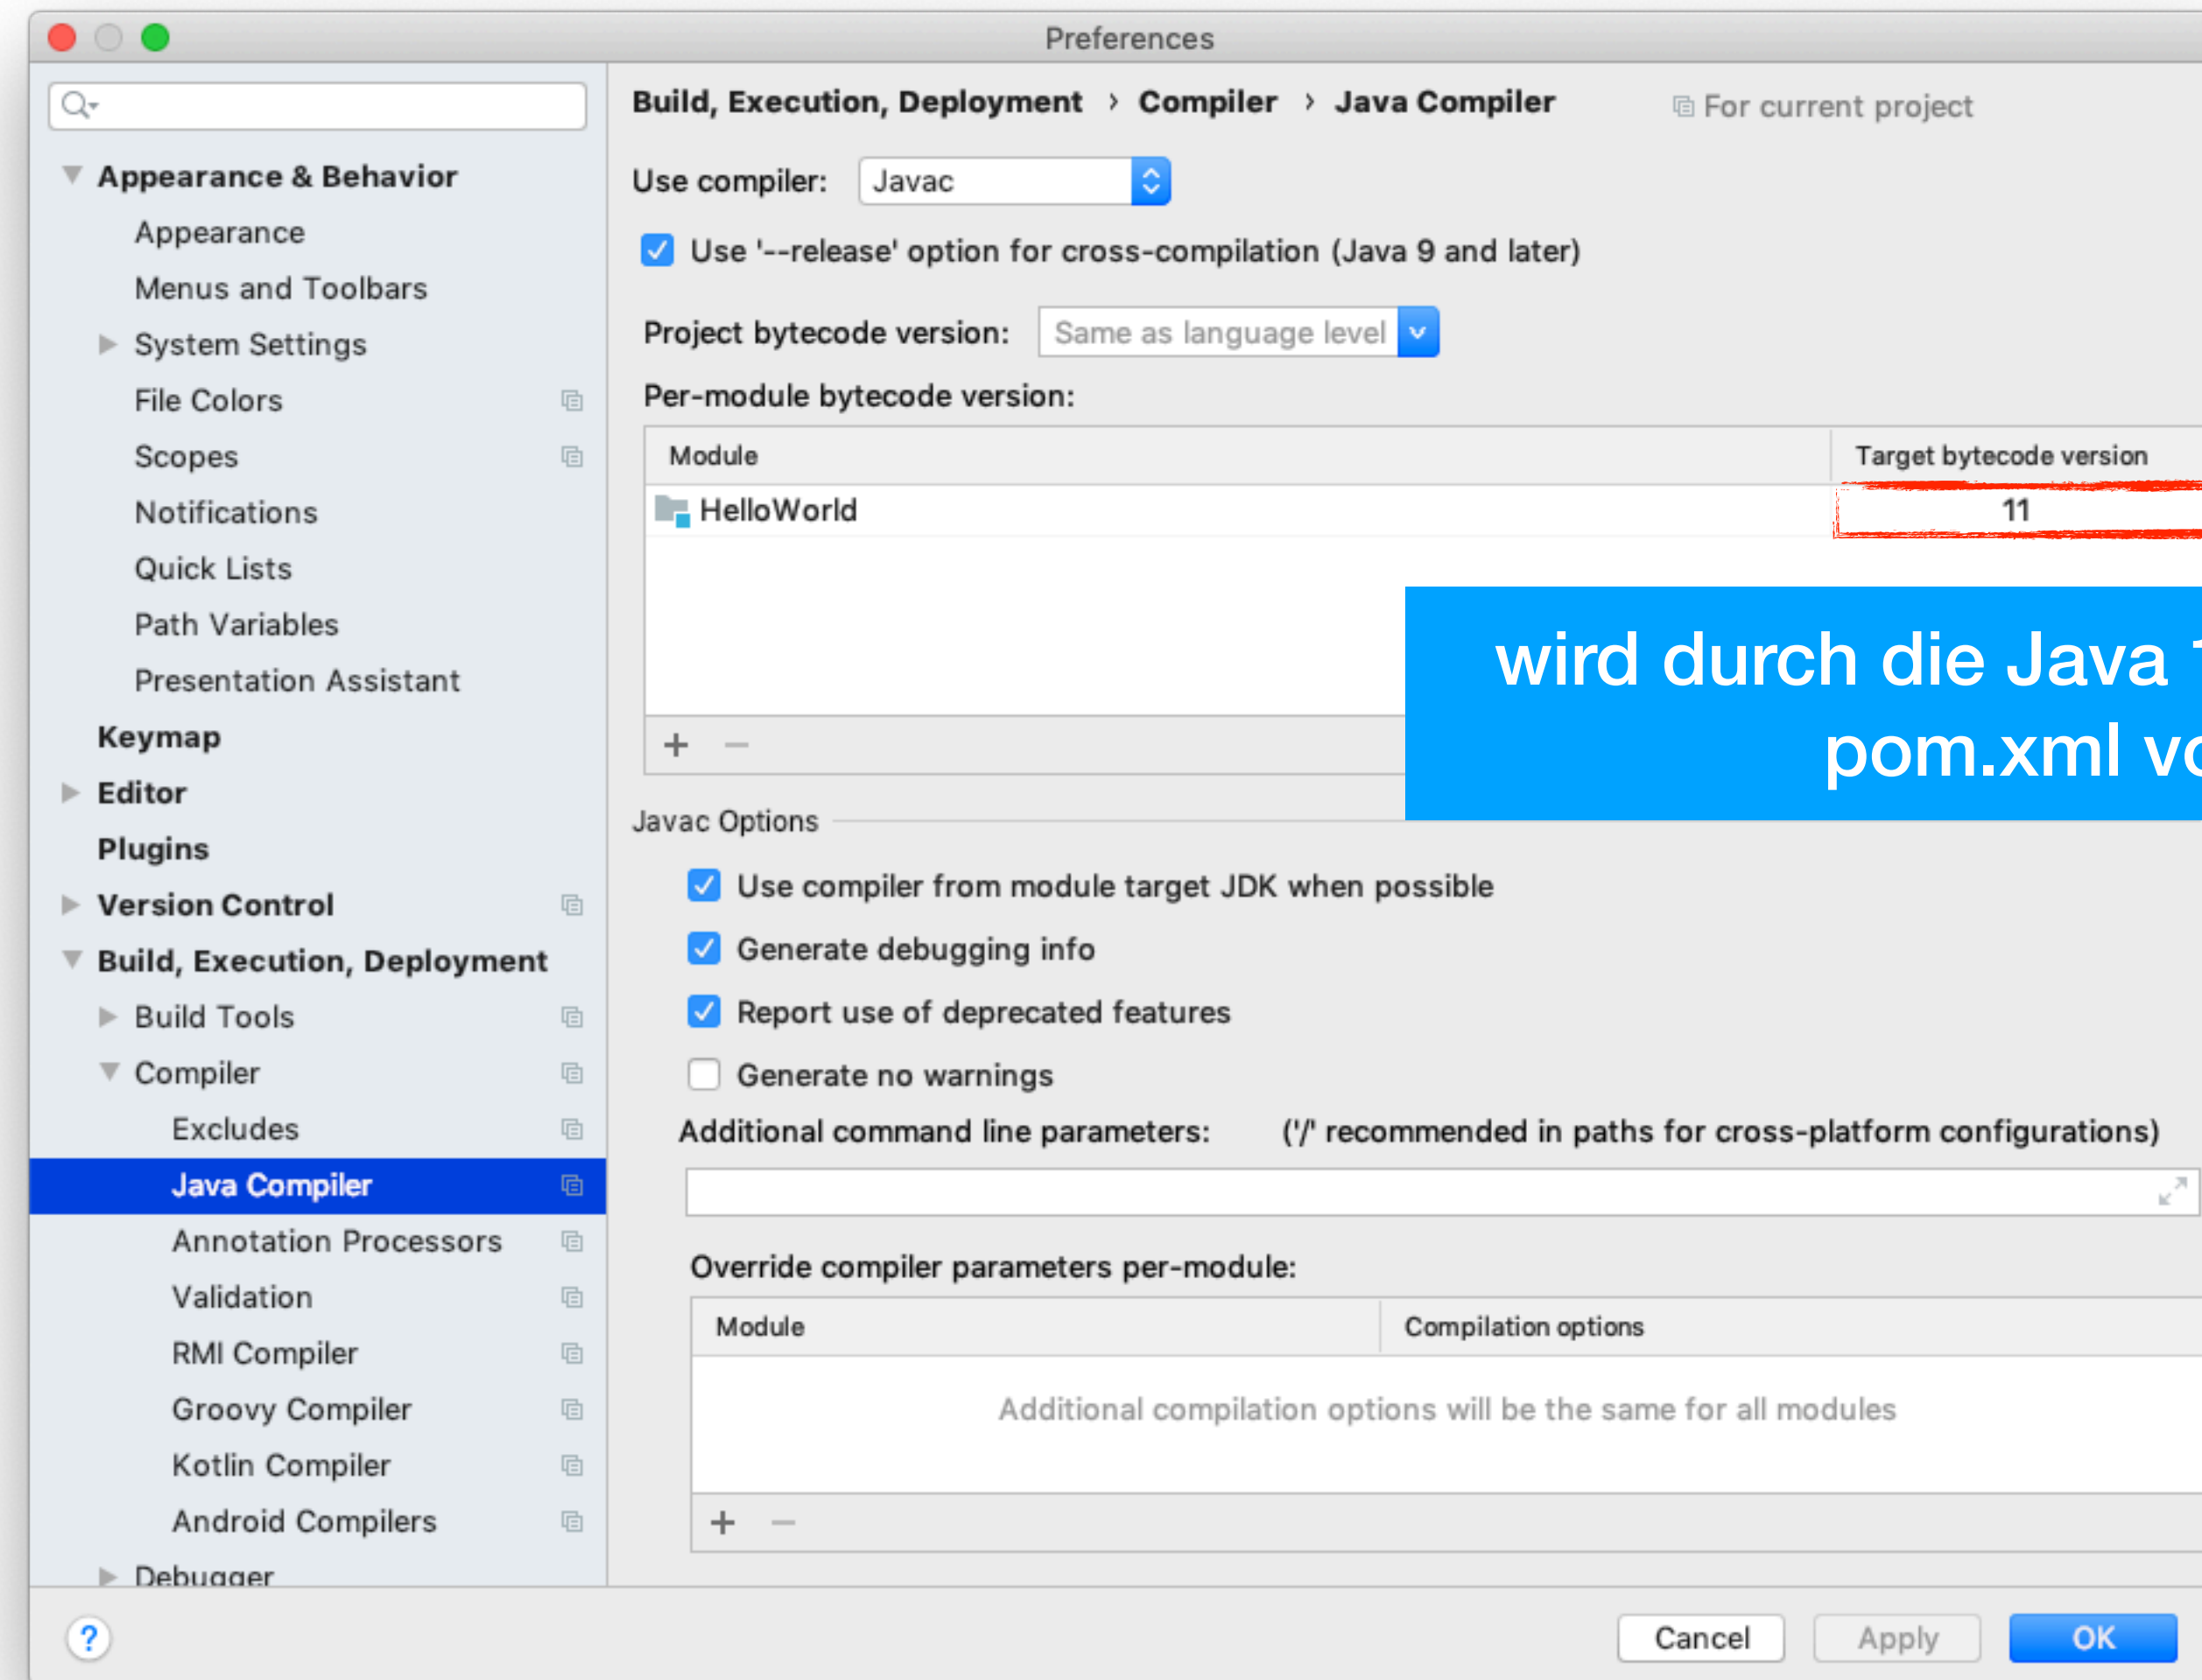 Preferences
Build, Execution, Deployment › Compiler › Java Compiler For current project
Appearance & Behavior
Appearance
Menus and Toolbars
System Settings
File Colors
Scopes
Notifications
Quick Lists
Path Variables
Presentation Assistant
Keymap
Editor
Plugins
Version Control
Build, Execution, Deployment
Build Tools
Compiler
Excludes
Java Compiler
Annotation Processors
Validation
RMI Compiler
Groovy Compiler
Kotlin Compiler
Android Compilers
Debugger
Use compiler: Javac
Use '--release' option for cross-compilation (Java 9 and later)
Project bytecode version: Same as language level
Per-module bytecode version:
Module Target bytecode version
HelloWorld 11
wird durch die Java
pom.xml
Javac Options
Use compiler from module target JDK when possible
Generate debugging info
Report use of deprecated features
Generate no warnings
Additional command line parameters: ('/' recommended in paths for cross-platform configurations)
Override compiler parameters per-module:
Module Compilation options
Additional compilation options will be the same for all modules
? Cancel Apply OK